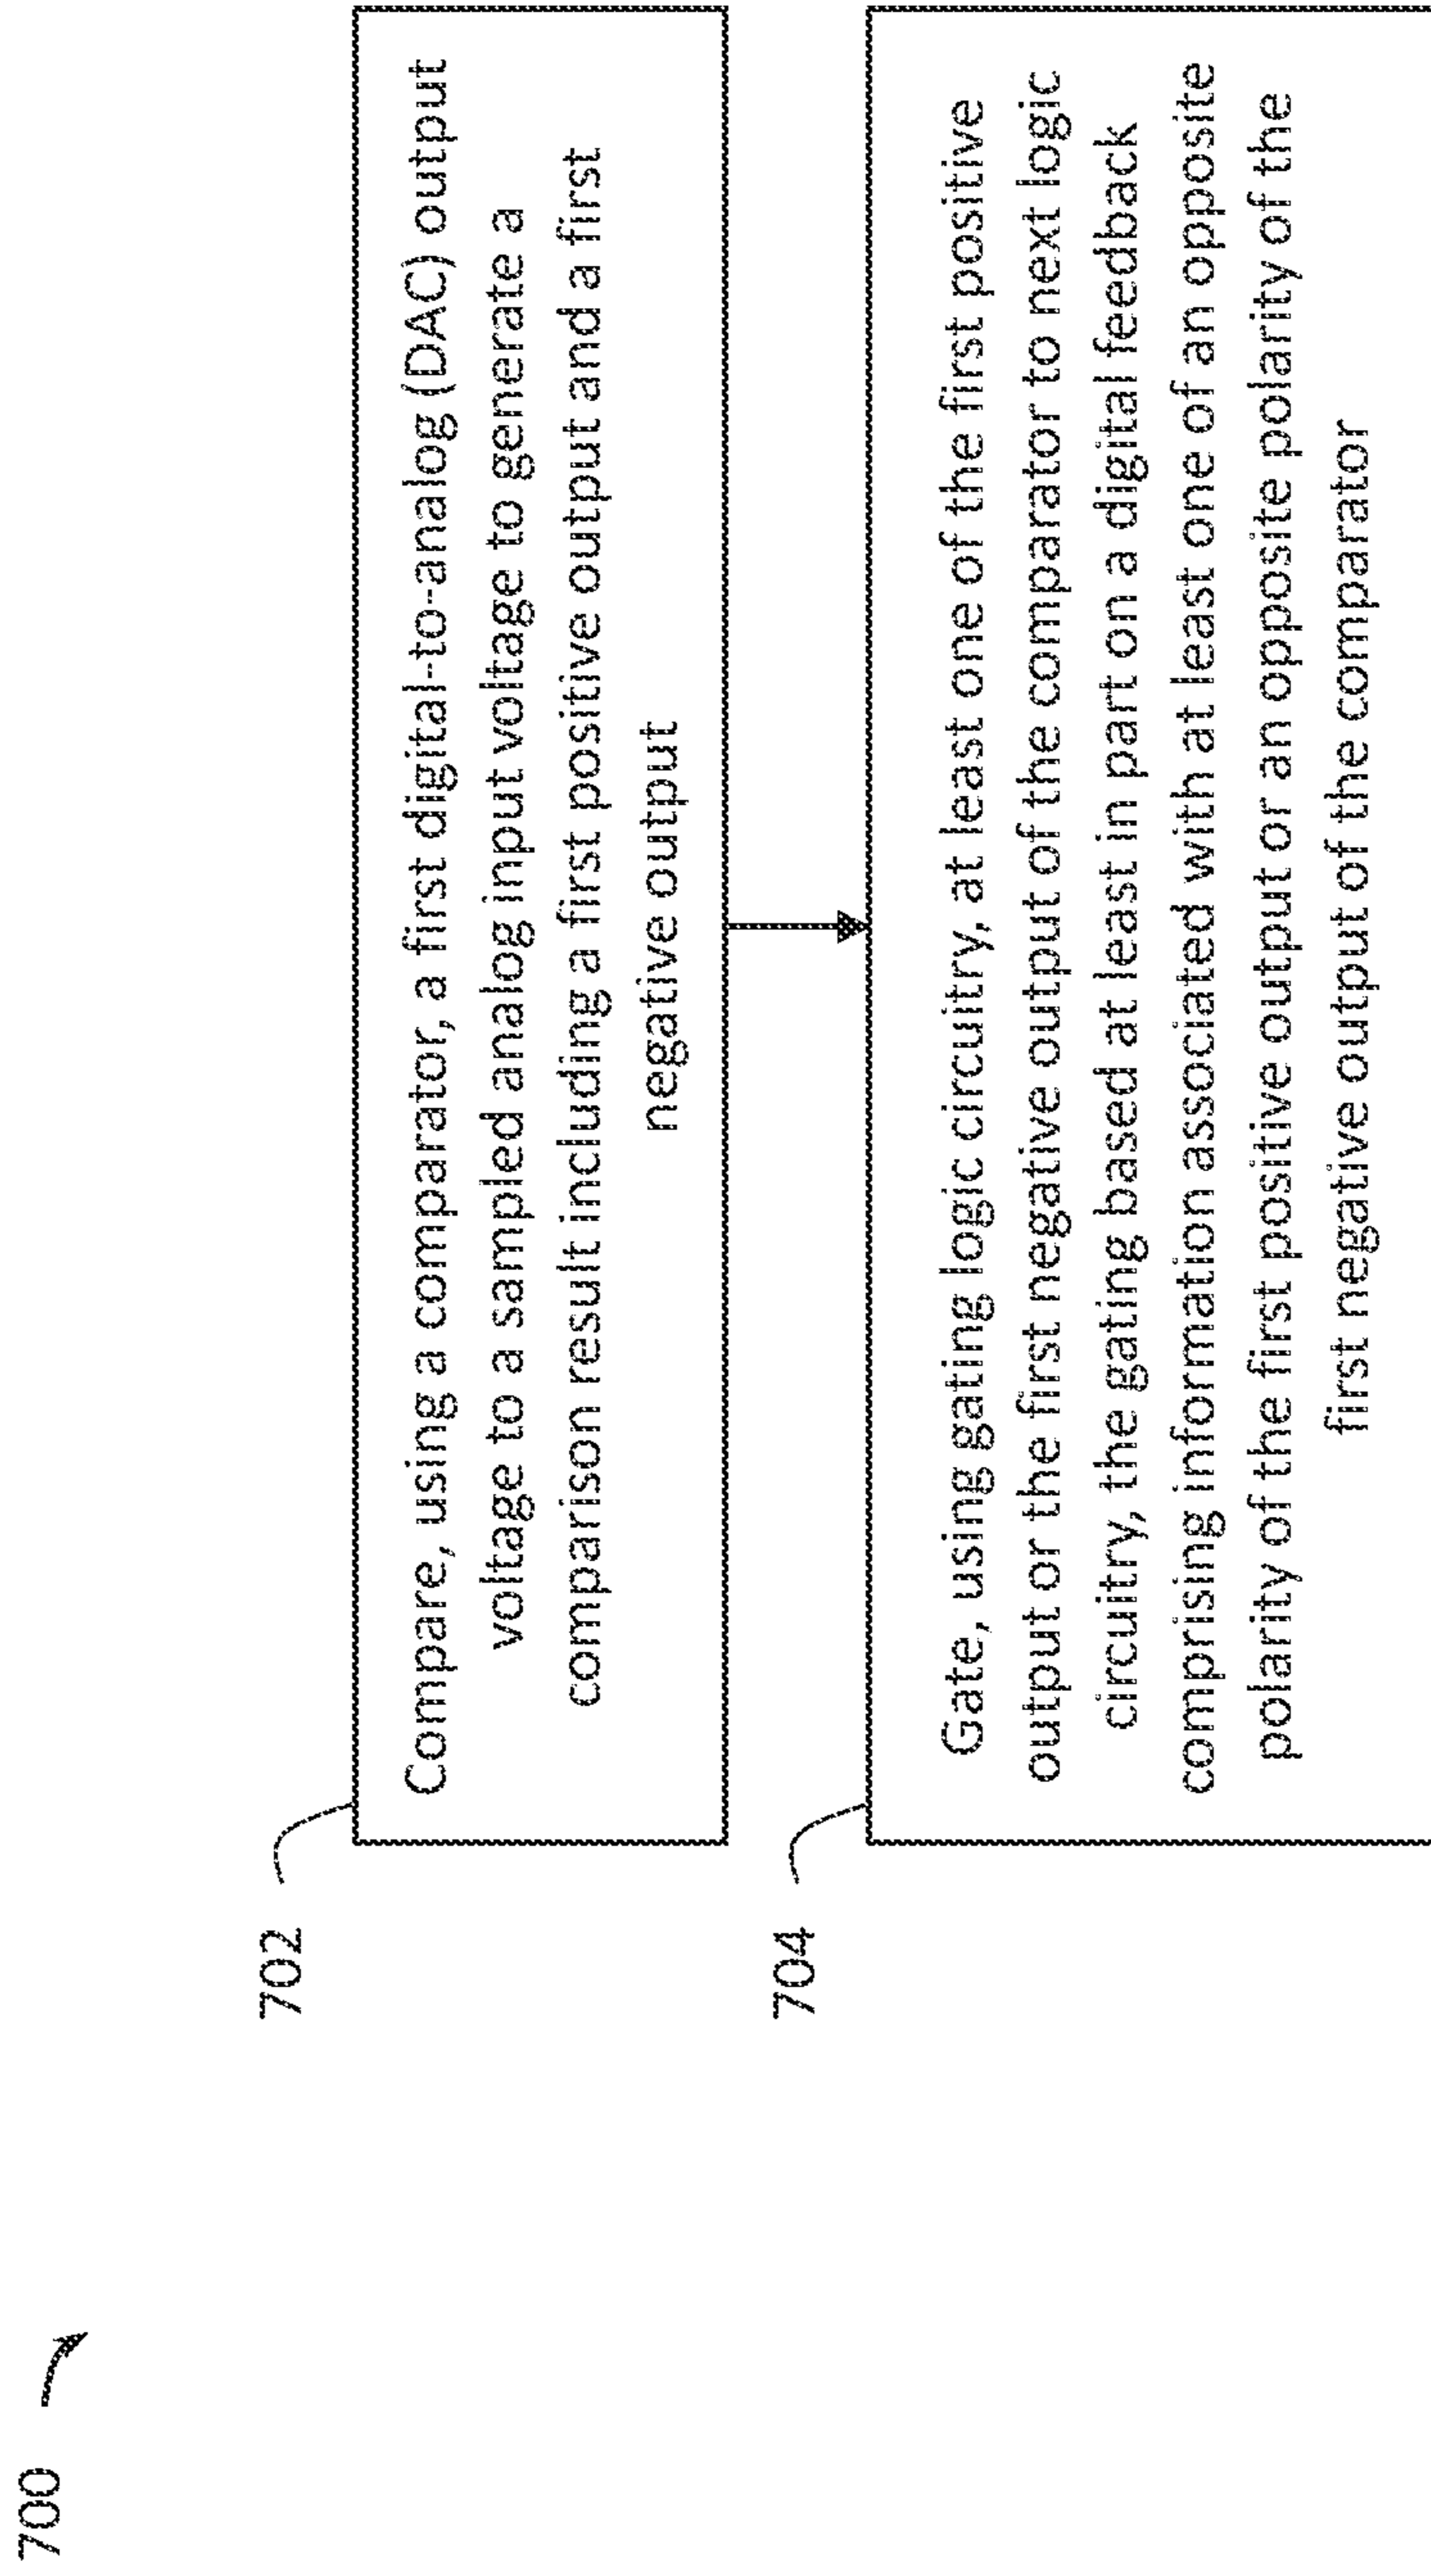 700
702
Compare, using a comparator, a first digital-to-analog (DAC) output
voltage to a sampled analog input voltage to generate a
comparison result including a first positive output and a first
negative output
704
Gate, using gating logic circuitry, at least one of the first positive
output or the first negative output of the comparator to next logic
circuitry, the gating based at least in part on a digital feedback
comprising information associated with at least one of an opposite
polarity of the first positive output or an opposite polarity of the
first negative output of the comparator